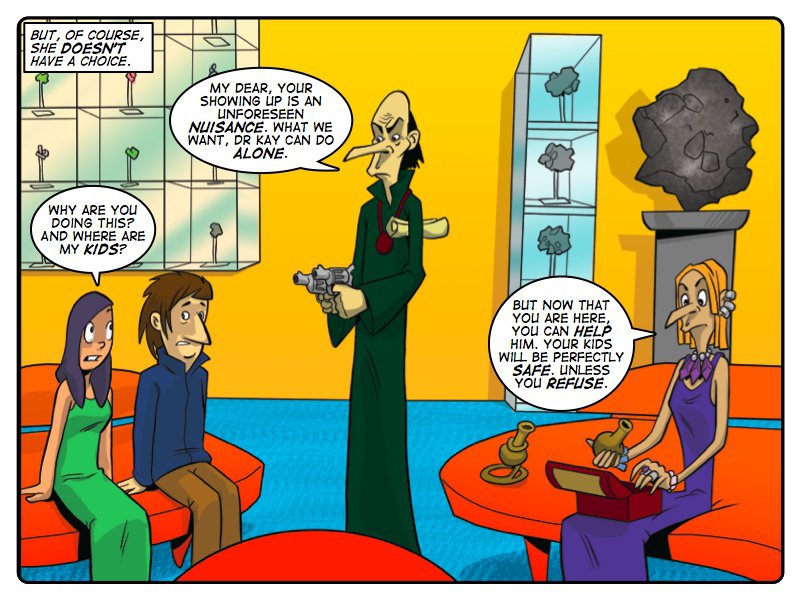 BUT, OF COURSE,
SHE DOESN'T
HAVE A CHOICE.
MY DEAR, YOUR
SHOWING UP IS AN
UNFORESEEN
NUISANCE. WHAT WE
WANT, DR KAY CAN DO
ALONE.
WHY ARE YOU
DOING THIS?
AND WHERE ARE
MY KIDS?
BUT NOW THAT
YOU ARE HERE,
YOU CAN HELP
HIM. YOUR KIDS
WILL BE PERFECTLY
SAFE. UNLESS
YOU REFUSE.